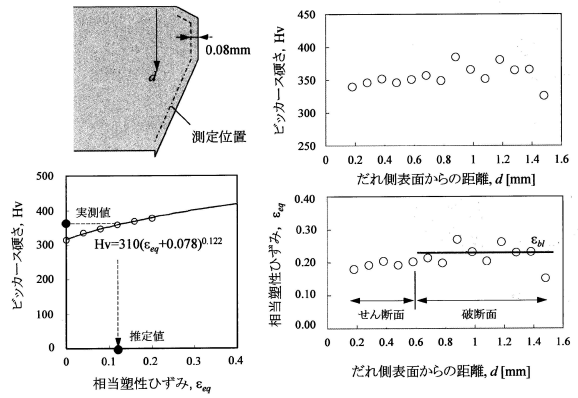 0.08mm
d
測定位置
ビッカース硬さ, Hv
450
400
350
300
250
0.0 0.2 0.4 0.6 0.8 1.0 1.2 1.4 1.6
だれ側表面からの距離, d [mm]
ビッカース硬さ, Hv
500
400
300
200
100
0
実測値
Hv=310(εeq+0.078)0.122
推定値
0 0.1 0.2 0.3 0.4
相当塑性ひずみ, εeq
相当塑性ひずみ, εeq
0.40
0.20
0.00
εbl
せん断面
破断面
0.0 0.2 0.4 0.6 0.8 1.0 1.2 1.4 1.6
だれ側表面からの距離, d [mm]